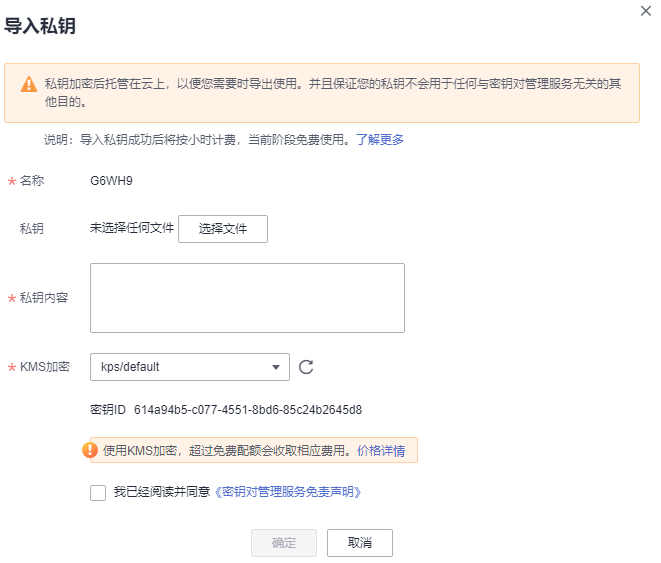 导入私钥
私钥加密后托管在云上，以便您需要时导出使用。并且保证您的私钥不会用于任何与密钥对管理服务无关的其
他目的。
说明：导入私钥成功后将按小时计费，当前阶段免费使用。了解更多
* 名称 G6WH9
私钥 未选择任何文件 选择文件
* 私钥内容
* KMS加密 kps/default
密钥ID 614a94b5-c077-4551-8bd6-85c24b2645d8
使用KMS加密，超过免费配额会收取相应费用。价格详情
我已经阅读并同意《密钥对管理服务免责声明》
确定 取消